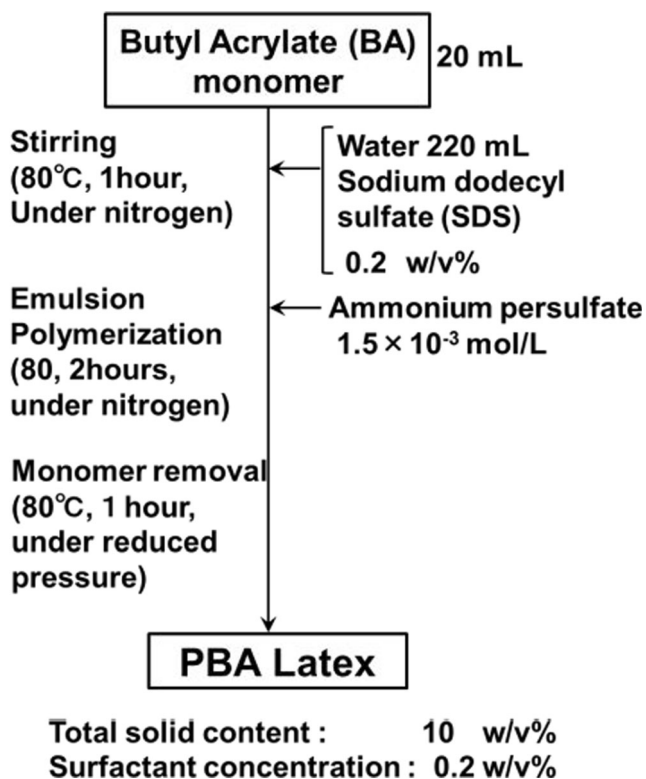 Butyl Acrylate (BA)
monomer
20 mL
Stirring
(80℃, 1hour,
Under nitrogen)
Water 220 mL
Sodium dodecyl
sulfate (SDS)
0.2 w/v%
Emulsion
Polymerization
(80, 2hours,
under nitrogen)
Ammonium persulfate
1.5 × 10⁻³ mol/L
Monomer removal
(80℃, 1 hour,
under reduced
pressure)
PBA Latex
Total solid content : 10 w/v%
Surfactant concentration : 0.2 w/v%